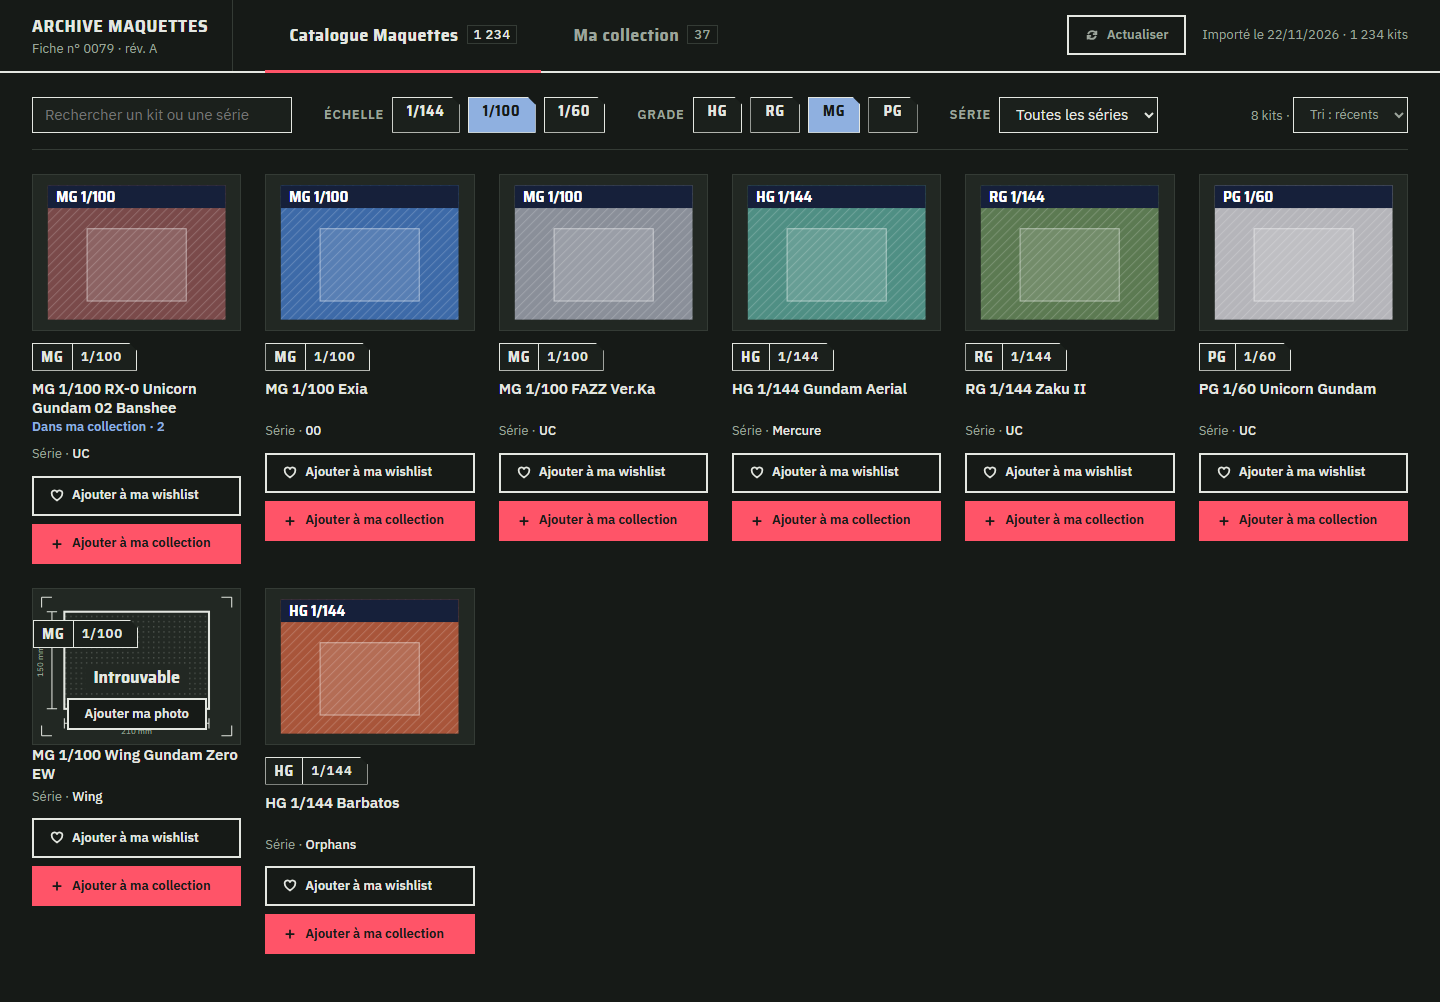 ARCHIVE MAQUETTES
Fiche n° 0079 · rév. A
Catalogue Maquettes 1 234
Ma collection 37
Actualiser
Importé le 22/11/2026 · 1 234 kits
Rechercher un kit ou une série
ÉCHELLE 1/144 1/100 1/60
GRADE HG RG MG PG
SÉRIE Toutes les séries
8 kits · Tri : récents
MG 1/100
MG 1/100
MG 1/100 RX-0 Unicorn
Gundam 02 Banshee
Dans ma collection · 2
Série · UC
Ajouter à ma wishlist
Ajouter à ma collection
MG 1/100
MG 1/100
MG 1/100 Exia
Série · 00
Ajouter à ma wishlist
Ajouter à ma collection
MG 1/100
MG 1/100
MG 1/100 FAZZ Ver.Ka
Série · UC
Ajouter à ma wishlist
Ajouter à ma collection
HG 1/144
HG 1/144
HG 1/144 Gundam Aerial
Série · Mercure
Ajouter à ma wishlist
Ajouter à ma collection
RG 1/144
RG 1/144
RG 1/144 Zaku II
Série · UC
Ajouter à ma wishlist
Ajouter à ma collection
PG 1/60
PG 1/60
PG 1/60 Unicorn Gundam
Série · UC
Ajouter à ma wishlist
Ajouter à ma collection
MG 1/100
150 mm
Introuvable
Ajouter ma photo
210 mm
MG 1/100 Wing Gundam Zero
EW
Série · Wing
Ajouter à ma wishlist
Ajouter à ma collection
HG 1/144
HG 1/144
HG 1/144 Barbatos
Série · Orphans
Ajouter à ma wishlist
Ajouter à ma collection